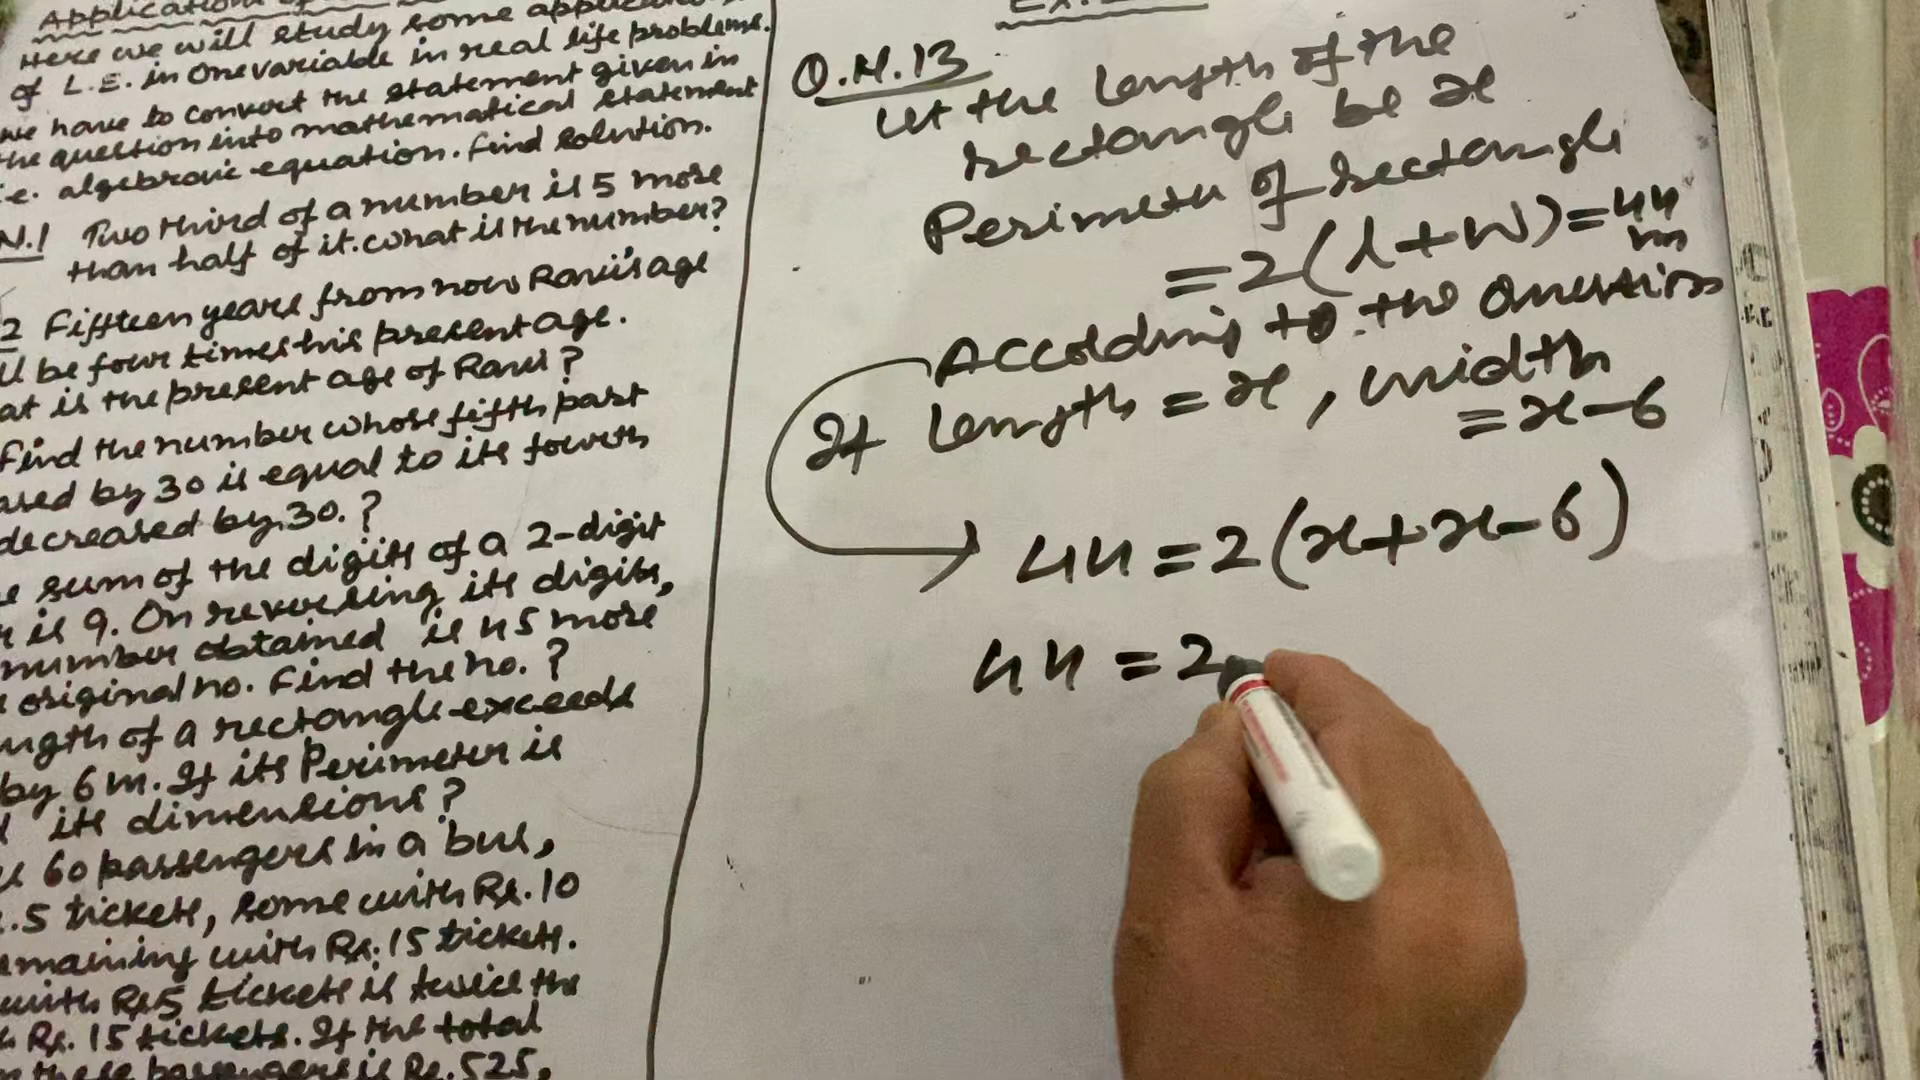 Here we will study some
of L.E. in One variable in real life problems.
we have to convert the statement given in
the question into mathematical statement
i.e. algebraic equation. Find solution.
N.1 Two third of a number is 5 more
than half of it. what is the number?
2 Fifteen years from now Ravi's age
ll be four times his present age.
at is the present age of Ravi?
Find the number whose fifth part
ased by 30 is equal to its fourth
decreased by 30.?
e sum of the digits of a 2-digit
r is 9. On reversing its digits,
number obtained is 45 more
original no. Find the no. ?
ngth of a rectangle exceeds
by 6 m. If its Perimeter is
its dimensions?
60 passengers in a bus,
.5 tickets, some with Rs. 10
emaining with Rs. 15 tickets.
with Rs5 tickets is twice the
Rs. 15 tickets. If the total
these passengers is Rs. 525,
Q.N.13
Let the length of the
rectangle be x
Perimeter of rectangle
= 2(l+w)=44
m
According to the Question
If length = x, width
= x-6
44 = 2(x+x-6)
44 = 2